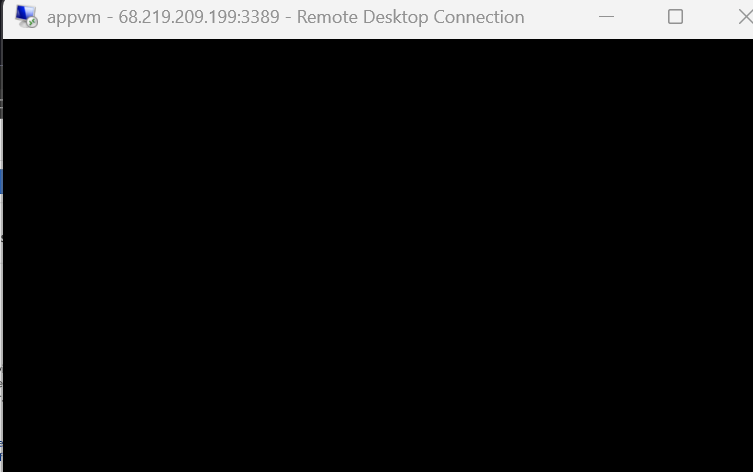 appvm - 68.219.209.199:3389 - Remote Desktop Connection